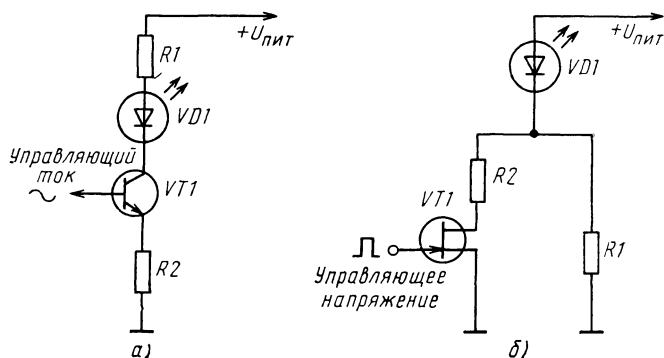 +Uпит
R1
VD1
Управляющий
ток
VT1
R2
а)
+Uпит
VD1
R2
VT1
Управляющее
напряжение
R1
б)